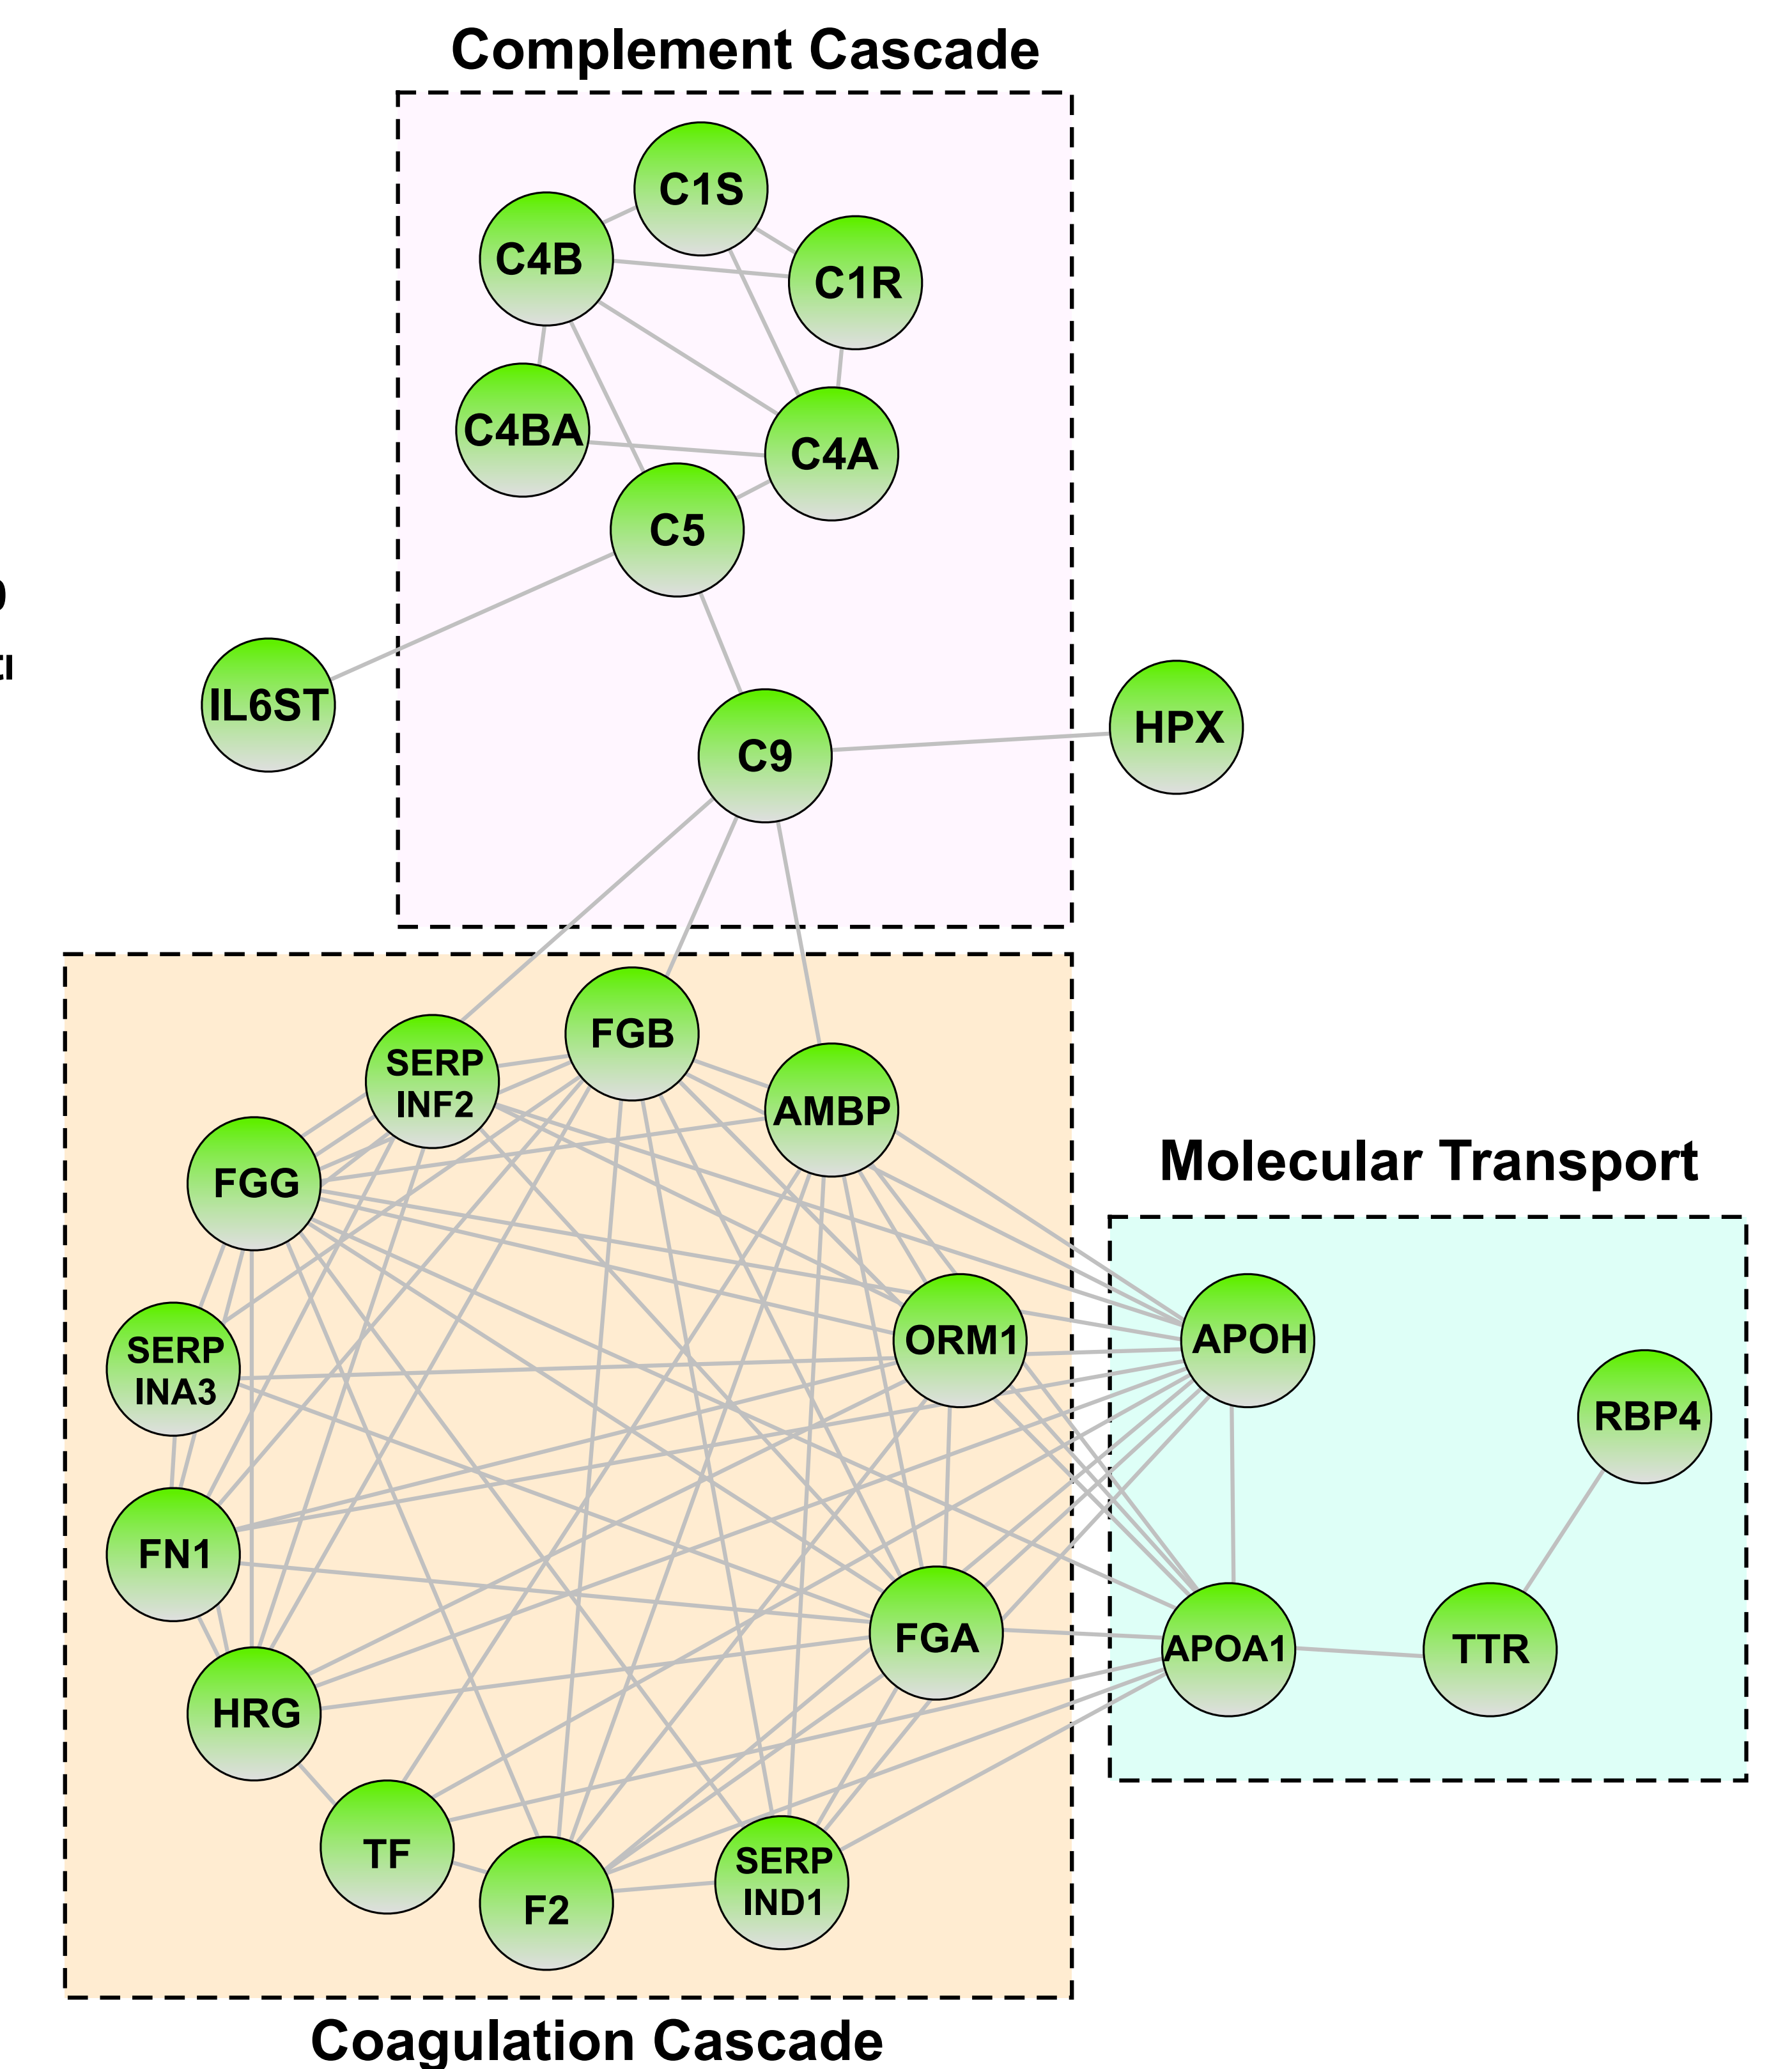 Complement Cascade
C1S
C4B
C1R
C4BA
C4A
C5
IL6ST
HPX
C9
FGB
SERP
INF2
AMBP
Molecular Transport
FGG
ORM1
APOH
SERP
INA3
RBP4
FN1
FGA
APOA1
TTR
HRG
TF
SERP
IND1
F2
Coagulation Cascade